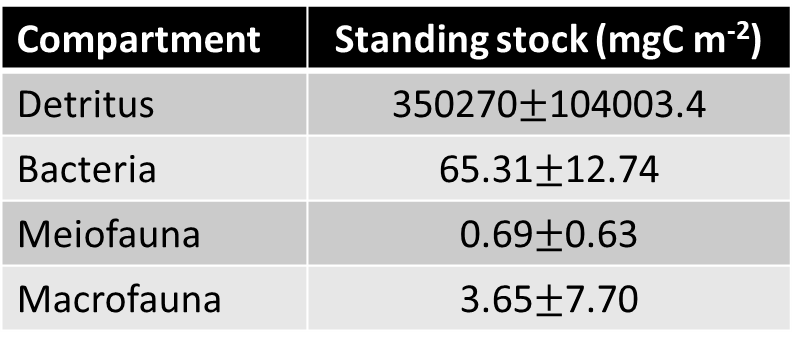 Compartment Standing stock (mgC m⁻²)
Detritus 350270±104003.4
Bacteria 65.31±12.74
Meiofauna 0.69±0.63
Macrofauna 3.65±7.70